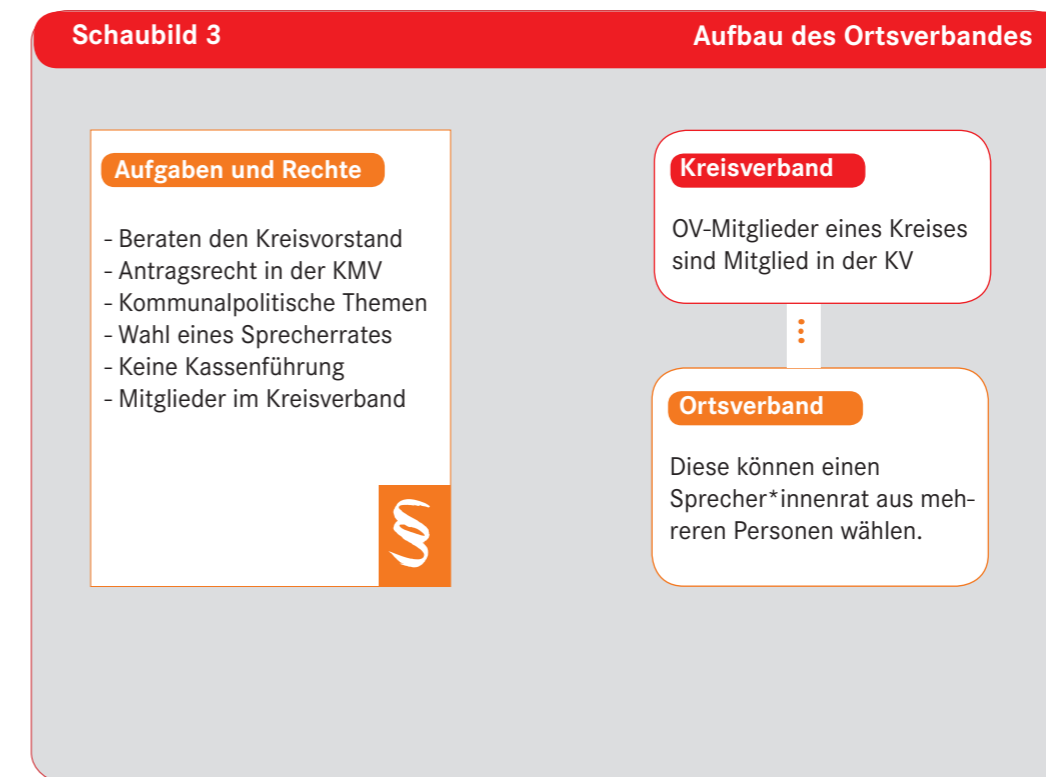 Schaubild 3
Aufbau des Ortsverbandes
Aufgaben und Rechte
- Beraten den Kreisvorstand
- Antragsrecht in der KMV
- Kommunalpolitische Themen
- Wahl eines Sprecherrates
- Keine Kassenführung
- Mitglieder im Kreisverband
§
Kreisverband
OV-Mitglieder eines Kreises
sind Mitglied in der KV
Ortsverband
Diese können einen
Sprecher*innenrat aus meh-
reren Personen wählen.